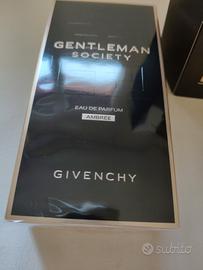 GENTLEMAN
SOCIETY
EAU DE PARFUM
AMBRÉE
GIVENCHY
subito